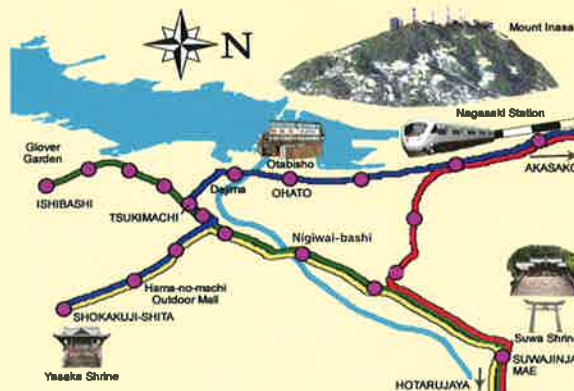 Mount Inasa
N
Nagasaki Station
Glover
Garden
Otabisho
AKASAKO
Dejima
OHATO
ISHIBASHI
TSUKIMACHI
Nigiwai-bashi
Hama-no-machi
Outdoor Mall
SHOKAKUJI-SHITA
Suwa Shrine
SUWAJINJA
MAE
Yasaka Shrine
HOTARUJAYA